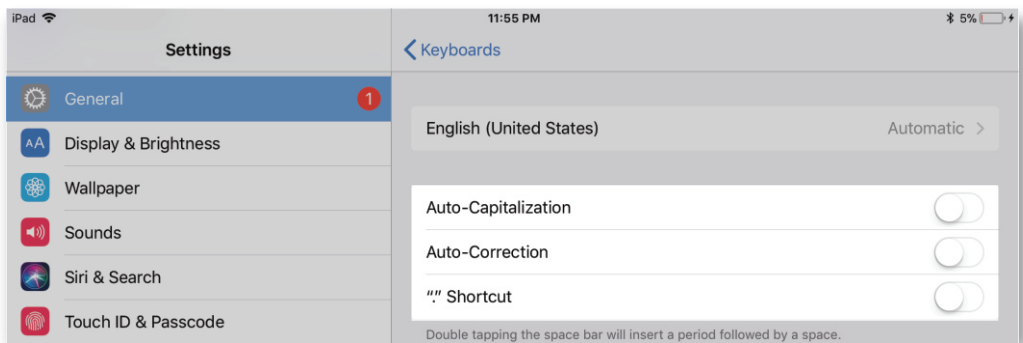 iPad 11:55 PM 5%
Settings
Keyboards
General 1
Display & Brightness
Wallpaper
Sounds
Siri & Search
Touch ID & Passcode
English (United States) Automatic
Auto-Capitalization
Auto-Correction
“.” Shortcut
Double tapping the space bar will insert a period followed by a space.